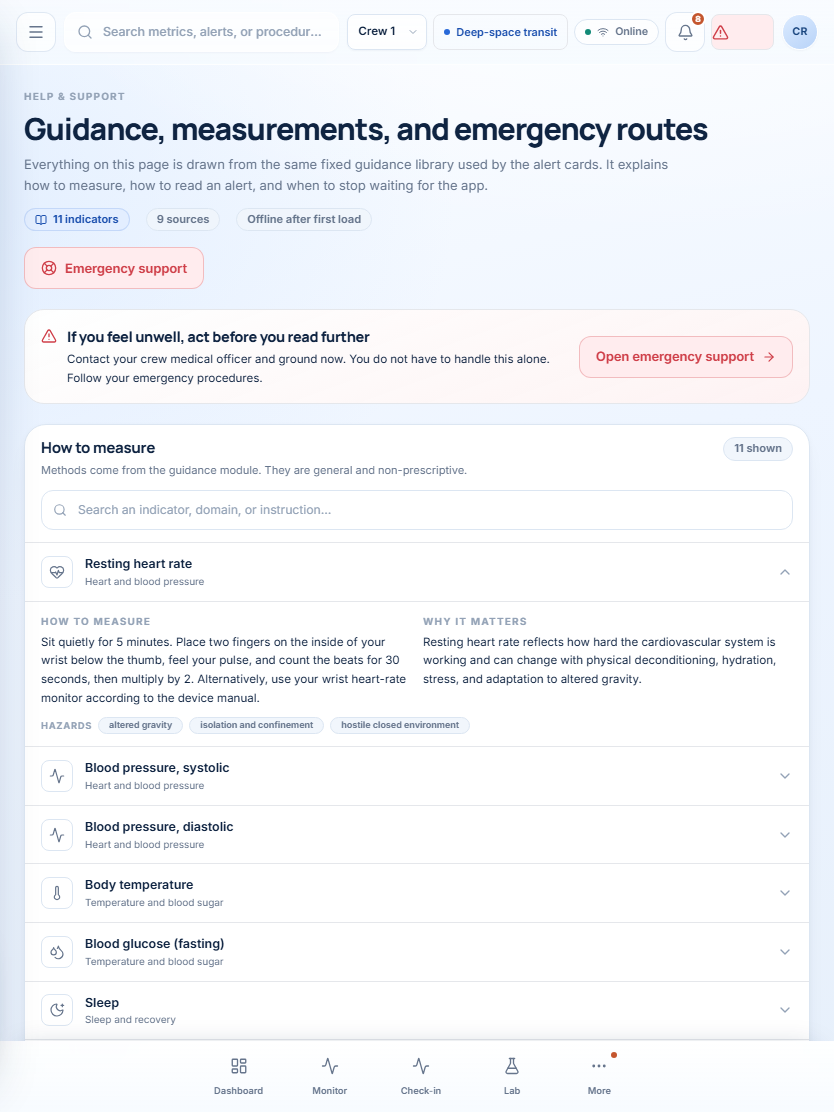 Search metrics, alerts, or procedur...
Crew 1
Deep-space transit
Online
8
CR
HELP & SUPPORT
Guidance, measurements, and emergency routes
Everything on this page is drawn from the same fixed guidance library used by the alert cards. It explains
how to measure, how to read an alert, and when to stop waiting for the app.
11 indicators
9 sources
Offline after first load
Emergency support
If you feel unwell, act before you read further
Contact your crew medical officer and ground now. You do not have to handle this alone.
Follow your emergency procedures.
Open emergency support
How to measure
11 shown
Methods come from the guidance module. They are general and non-prescriptive.
Search an indicator, domain, or instruction...
Resting heart rate
Heart and blood pressure
HOW TO MEASURE
Sit quietly for 5 minutes. Place two fingers on the inside of your
wrist below the thumb, feel your pulse, and count the beats for 30
seconds, then multiply by 2. Alternatively, use your wrist heart-rate
monitor according to the device manual.
WHY IT MATTERS
Resting heart rate reflects how hard the cardiovascular system is
working and can change with physical deconditioning, hydration,
stress, and adaptation to altered gravity.
HAZARDS
altered gravity
isolation and confinement
hostile closed environment
Blood pressure, systolic
Heart and blood pressure
Blood pressure, diastolic
Heart and blood pressure
Body temperature
Temperature and blood sugar
Blood glucose (fasting)
Temperature and blood sugar
Sleep
Sleep and recovery
Dashboard
Monitor
Check-in
Lab
More